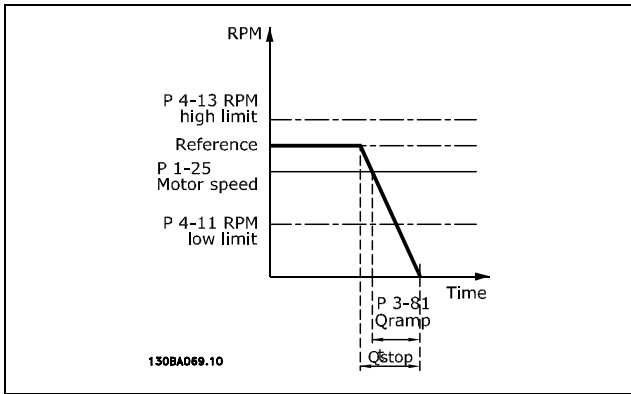 RPM
P 4-13 RPM
high limit
Reference
P 1-25
Motor speed
P 4-11 RPM
low limit
Time
P 3-81
Qramp
Qstop
130BA069.10